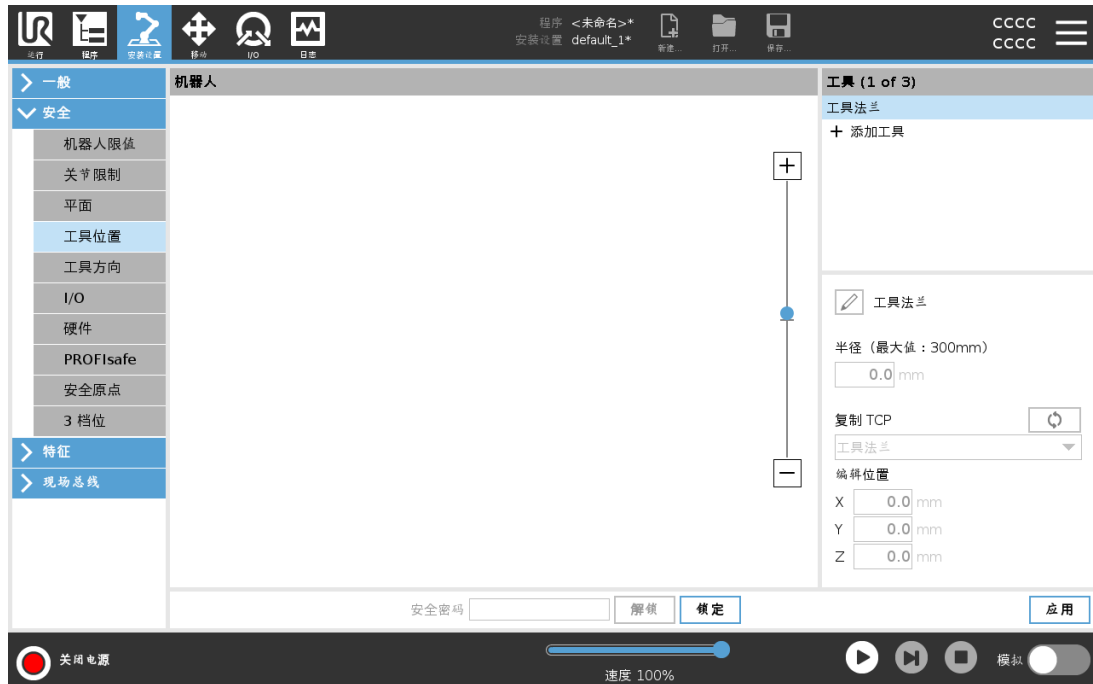 UR
运行
程序
安装设置
移动
I/O
日志
程序 <未命名>*
安装设置 default_1*
新建...
打开...
保存...
cccc
cccc
一般
安全
机器人限值
关节限制
平面
工具位置
工具方向
I/O
硬件
PROFIsafe
安全原点
3 档位
特征
现场总线
机器人
工具 (1 of 3)
工具法兰
+ 添加工具
工具法兰
半径（最大值：300mm）
0.0 mm
复制 TCP
工具法兰
编辑位置
X 0.0 mm
Y 0.0 mm
Z 0.0 mm
安全密码
解锁
锁定
应用
关闭电源
速度 100%
模拟